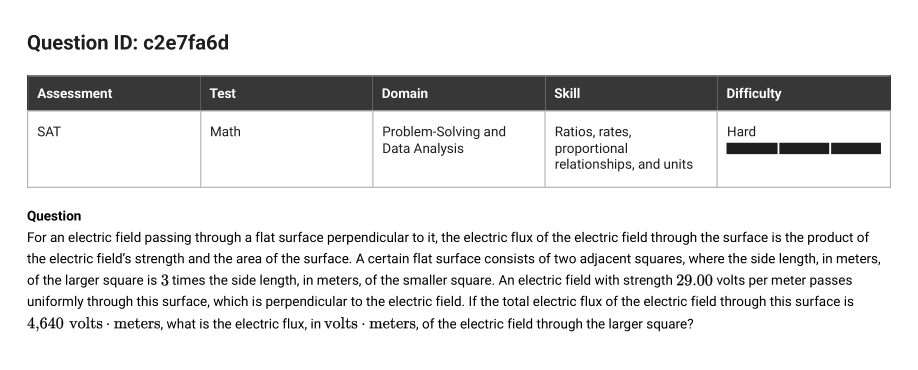 Question ID: c2e7fa6d
Assessment Test Domain Skill Difficulty
SAT Math Problem-Solving and Data Analysis Ratios, rates, proportional relationships, and units Hard
Question
For an electric field passing through a flat surface perpendicular to it, the electric flux of the electric field through the surface is the product of
the electric field's strength and the area of the surface. A certain flat surface consists of two adjacent squares, where the side length, in meters,
of the larger square is 3 times the side length, in meters, of the smaller square. An electric field with strength 29.00 volts per meter passes
uniformly through this surface, which is perpendicular to the electric field. If the total electric flux of the electric field through this surface is
4,640 volts · meters, what is the electric flux, in volts · meters, of the electric field through the larger square?